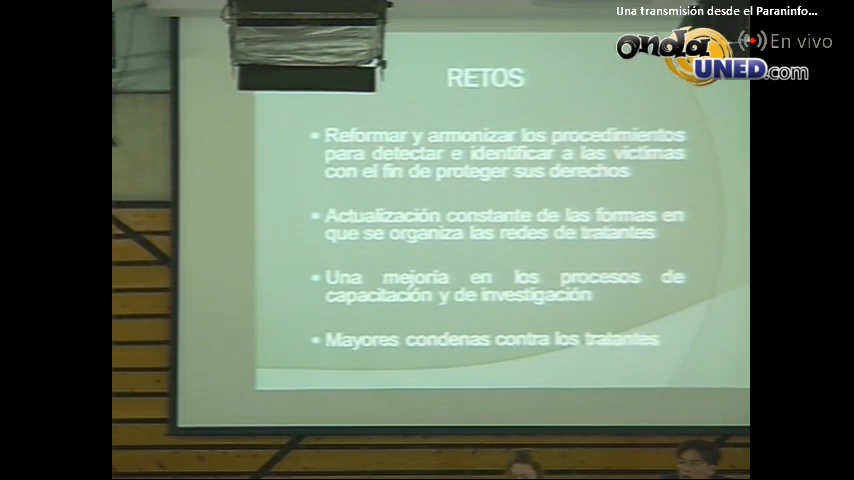 Una transmisión desde el Paraninfo...
onda
UNED.com
En vivo
RETOS
• Reformar y armonizar los procedimientos
para detectar e identificar a las víctimas
con el fin de proteger sus derechos
• Actualización constante de las formas en
que se organiza las redes de tratantes
• Una mejoría en los procesos de
capacitación y de investigación
• Mayores condenas contra los tratantes